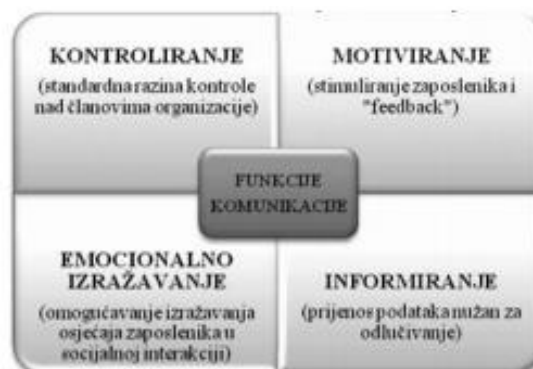 KONTROLIRANJE
(standardna razina kontrole
nad članovima organizacije)
MOTIVIRANJE
(stimuliranje zaposlenika i
"feedback")
FUNKCIJE
KOMUNIKACIJE
EMOCIONALNO
IZRAŽAVANJE
(omogućavanje izražavanja
osjećaja zaposlenika u
socijalnoj interakciji)
INFORMIRANJE
(prijenos podataka nužan za
odlučivanje)